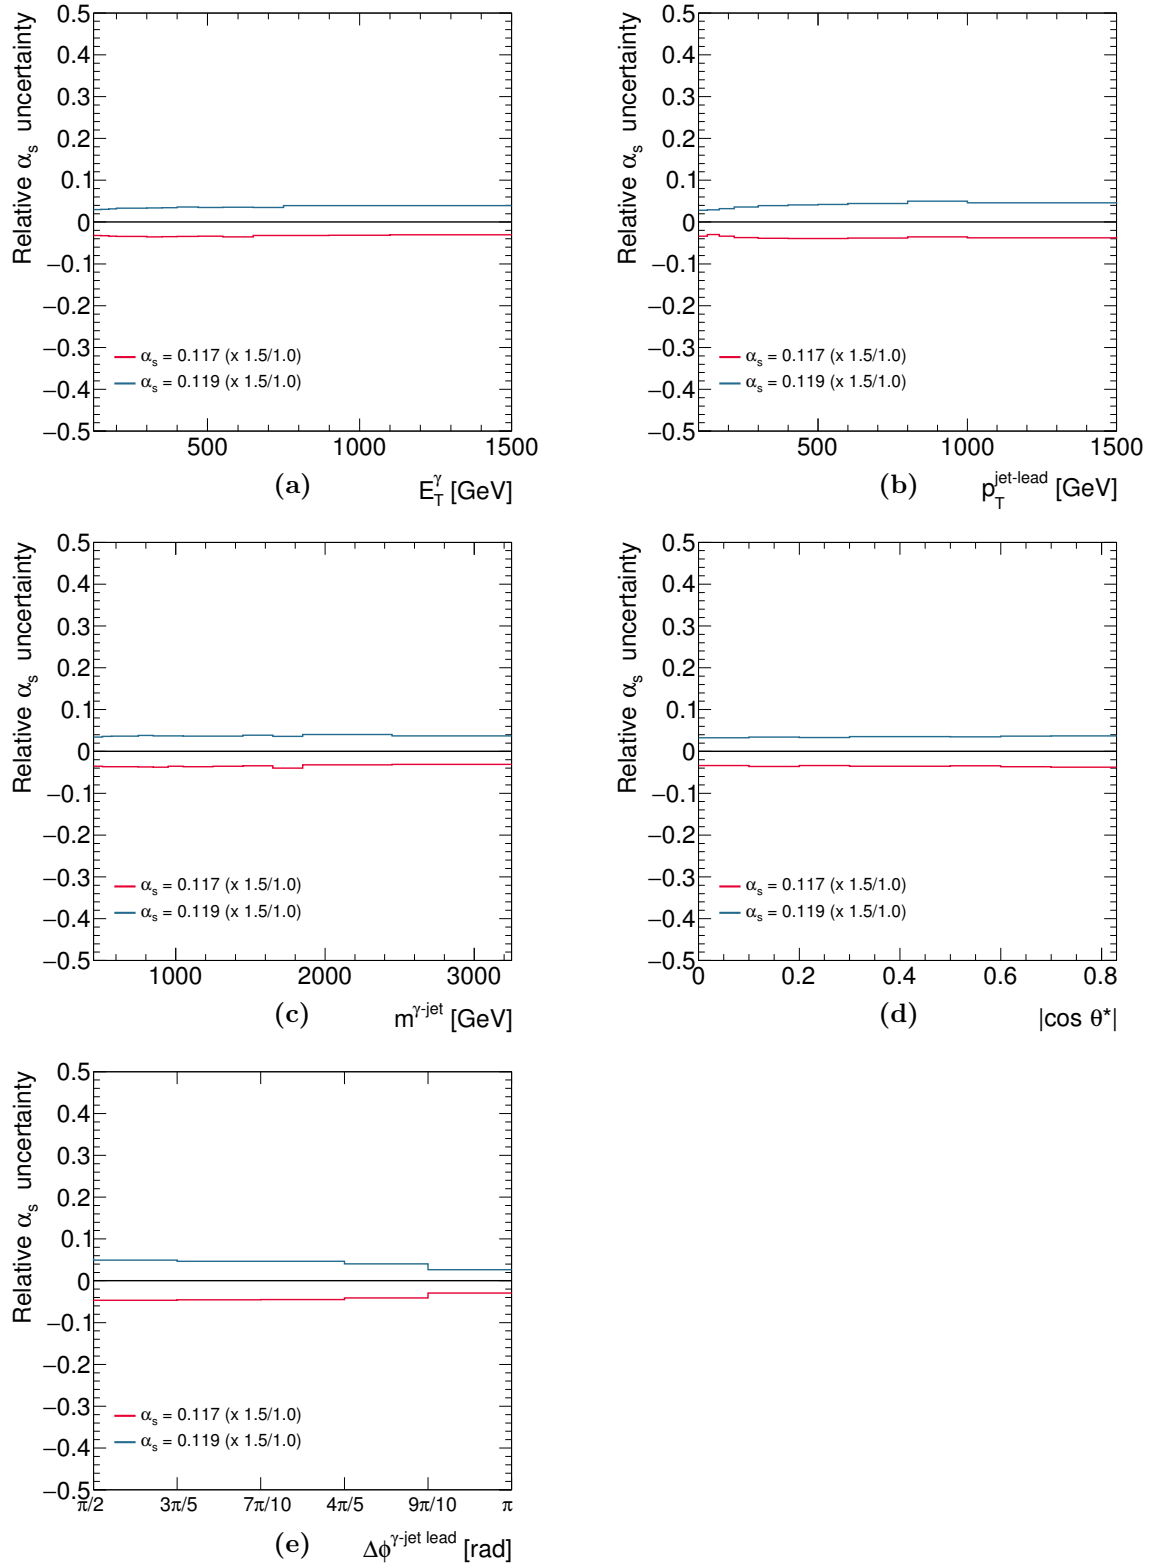 Relative αs uncertainty
0.5
0.4
0.3
0.2
0.1
0
−0.1
−0.2
−0.3
−0.4
−0.5
αs = 0.117 (x 1.5/1.0)
αs = 0.119 (x 1.5/1.0)
500 1000 1500
(a) E_T^γ [GeV]
Relative αs uncertainty
0.5
0.4
0.3
0.2
0.1
0
−0.1
−0.2
−0.3
−0.4
−0.5
αs = 0.117 (x 1.5/1.0)
αs = 0.119 (x 1.5/1.0)
500 1000 1500
(b) p_T^jet-lead [GeV]
Relative αs uncertainty
0.5
0.4
0.3
0.2
0.1
0
−0.1
−0.2
−0.3
−0.4
−0.5
αs = 0.117 (x 1.5/1.0)
αs = 0.119 (x 1.5/1.0)
1000 2000 3000
(c) m^γ-jet [GeV]
Relative αs uncertainty
0.5
0.4
0.3
0.2
0.1
0
−0.1
−0.2
−0.3
−0.4
−0.5
αs = 0.117 (x 1.5/1.0)
αs = 0.119 (x 1.5/1.0)
0 0.2 0.4 0.6 0.8
(d) |cos θ*|
Relative αs uncertainty
0.5
0.4
0.3
0.2
0.1
0
−0.1
−0.2
−0.3
−0.4
−0.5
αs = 0.117 (x 1.5/1.0)
αs = 0.119 (x 1.5/1.0)
π/2 3π/5 7π/10 4π/5 9π/10 π
(e) Δϕ^γ-jet lead [rad]